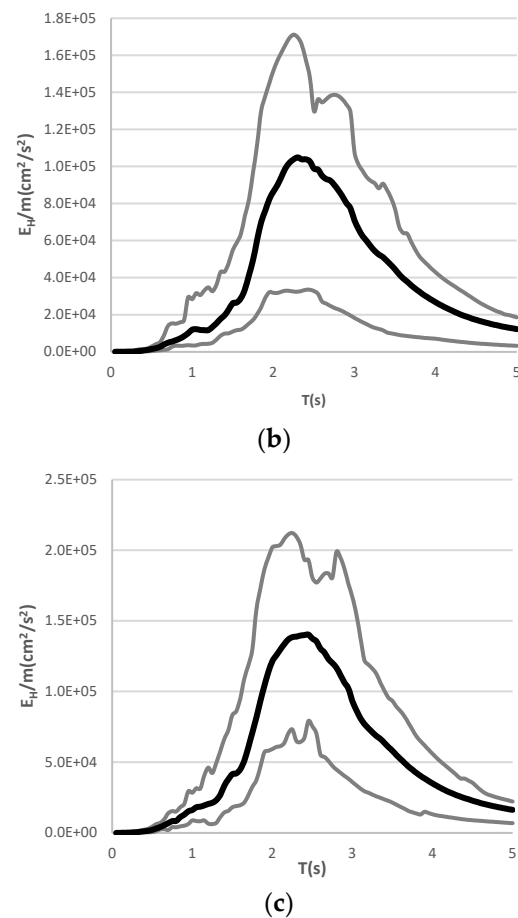 1.8E+05
1.6E+05
1.4E+05
1.2E+05
1.0E+05
8.0E+04
6.0E+04
4.0E+04
2.0E+04
0.0E+00
E_H/m(cm²/s²)
0 1 2 3 4 5
T(s)
(b)
2.5E+05
2.0E+05
1.5E+05
1.0E+05
5.0E+04
0.0E+00
E_H/m(cm²/s²)
0 1 2 3 4 5
T(s)
(c)